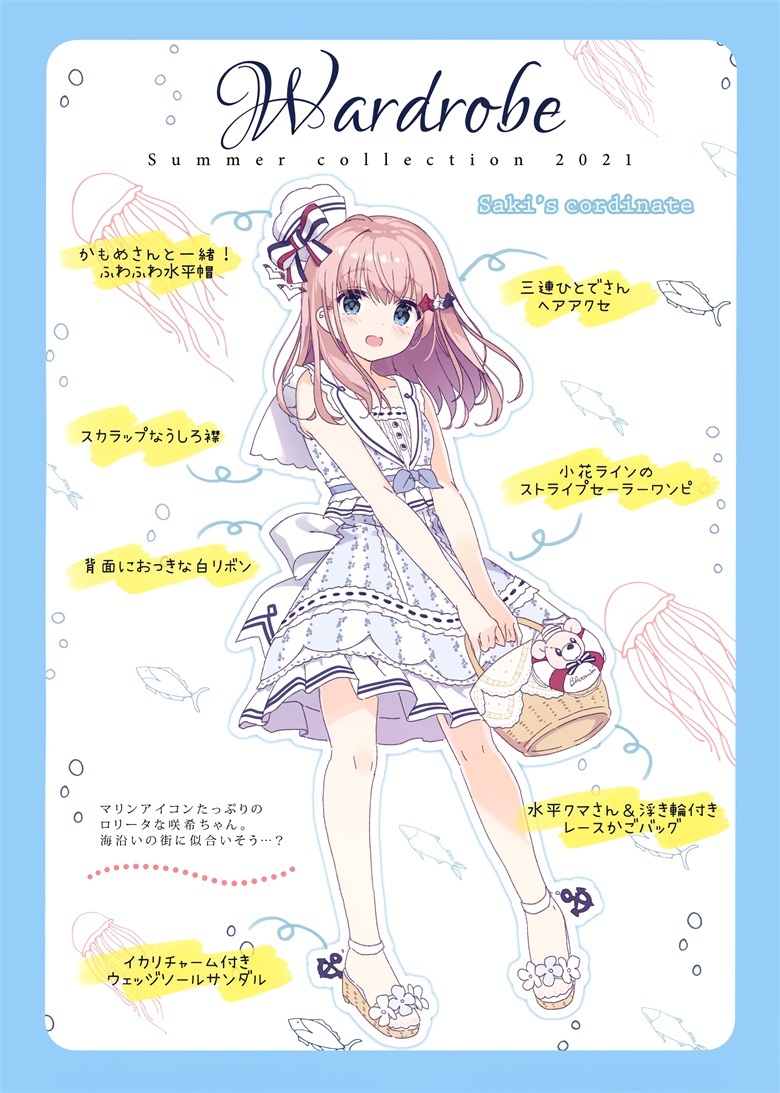 Wardrobe
Summer collection 2021
Saki's cordinate
かもめさんと一緒！
ふわふわ水平帽
三連ひとでさん
ヘアアクセ
スカラップなうしろ襟
小花ラインの
ストライプセーラーワンピ
背面におっきな白リボン
Bloomin
マリンアイコンたっぷりの
ロリータな咲希ちゃん。
海沿いの街に似合いそう…？
水平クマさん＆浮き輪付き
レースかごバッグ
イカリチャーム付き
ウェッジソールサンダル